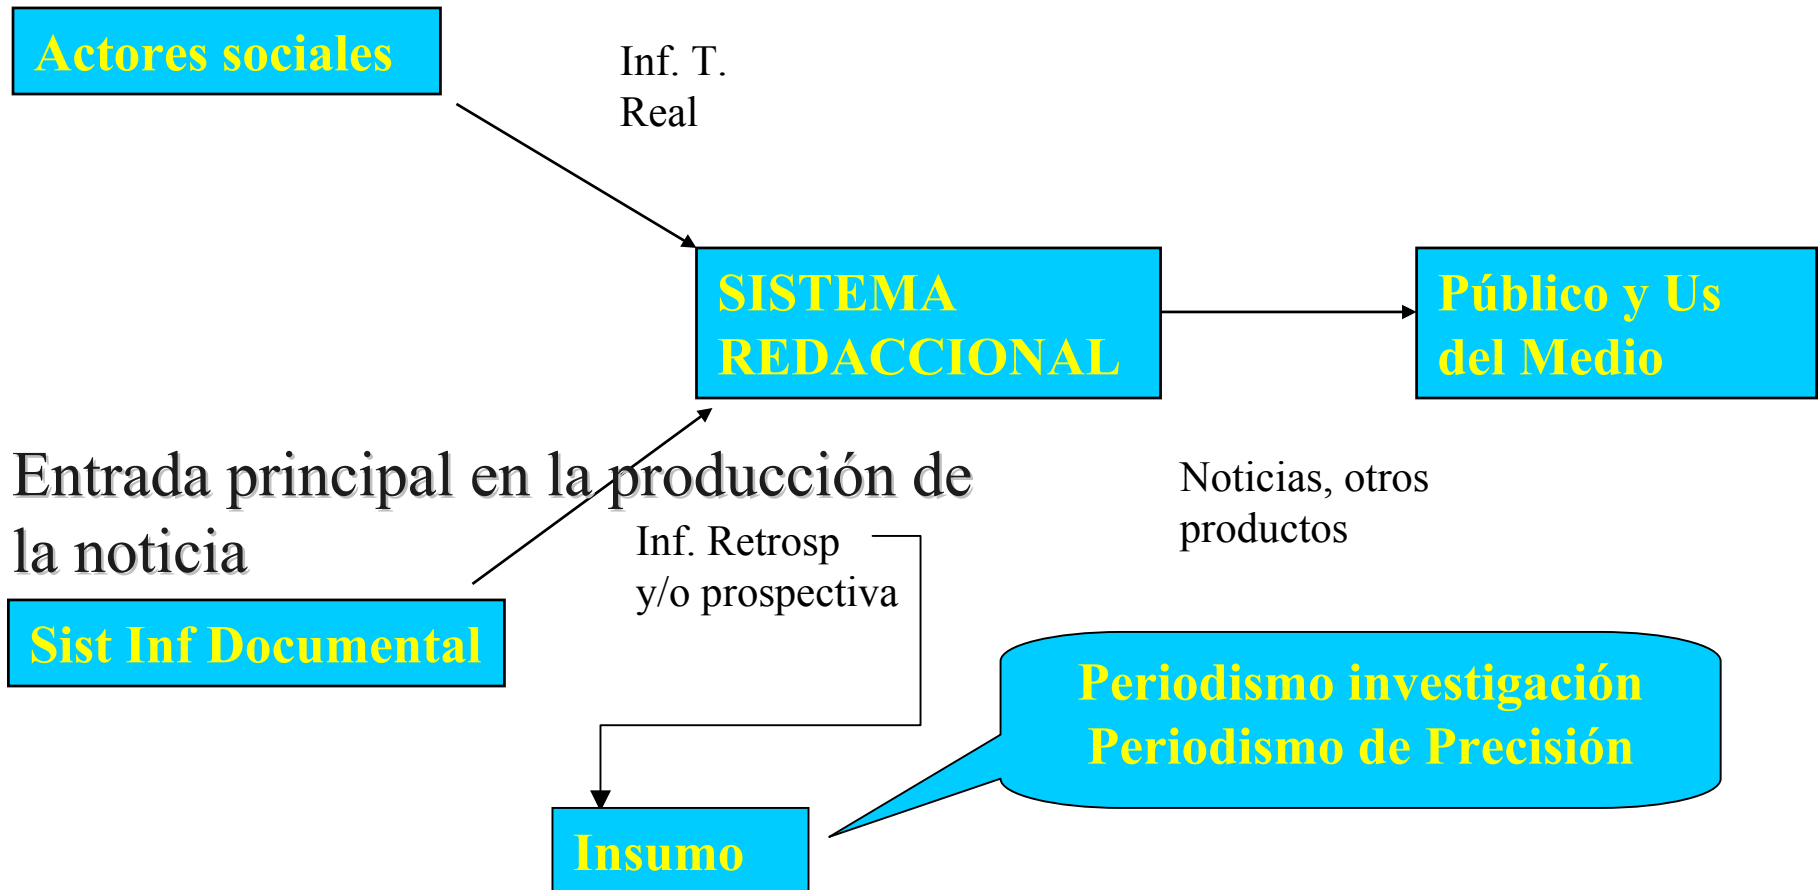 Actores sociales
Inf. T.
Real
SISTEMA
REDACCIONAL
Público y Us
del Medio
Entrada principal en la producción de
la noticia
Noticias, otros
productos
Inf. Retrosp
y/o prospectiva
Sist Inf Documental
Periodismo investigación
Periodismo de Precisión
Insumo